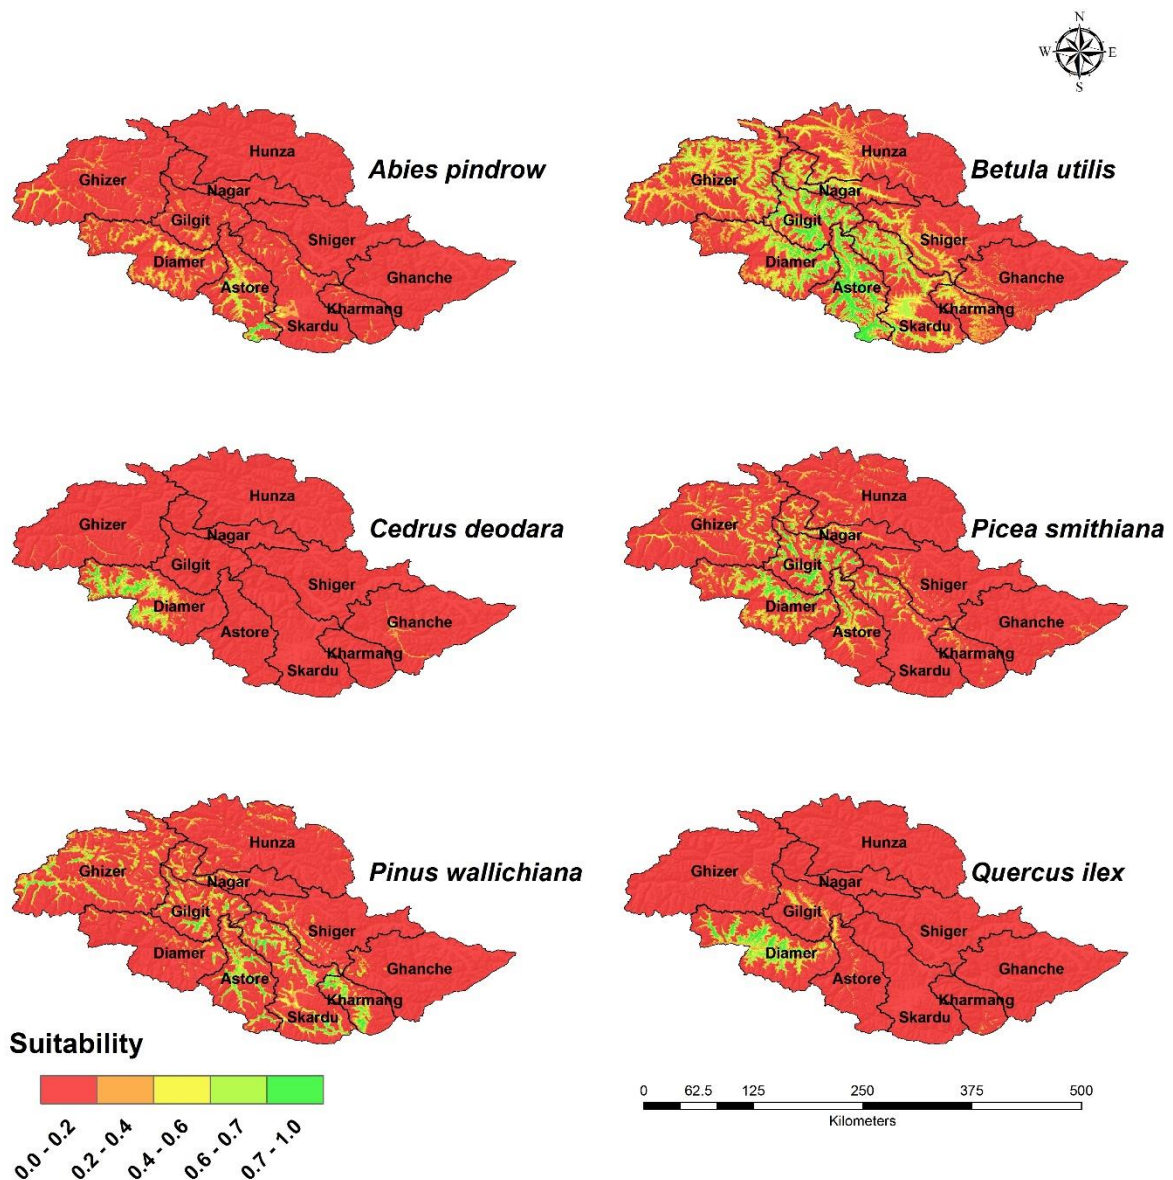 N
W E
S
Hunza
Abies pindrow
Ghizer
Nagar
Gilgit
Shiger
Diamer
Ghanche
Astore
Kharmang
Skardu
Hunza
Betula utilis
Ghizer
Nagar
Gilgit
Shiger
Diamer
Ghanche
Astore
Kharmang
Skardu
Hunza
Cedrus deodara
Ghizer
Nagar
Gilgit
Shiger
Diamer
Ghanche
Astore
Kharmang
Skardu
Hunza
Picea smithiana
Ghizer
Nagar
Gilgit
Shiger
Diamer
Ghanche
Astore
Kharmang
Skardu
Hunza
Pinus wallichiana
Ghizer
Nagar
Gilgit
Shiger
Diamer
Ghanche
Astore
Kharmang
Skardu
Hunza
Quercus ilex
Ghizer
Nagar
Gilgit
Shiger
Diamer
Ghanche
Astore
Kharmang
Skardu
Suitability
0.0 - 0.2
0.2 - 0.4
0.4 - 0.6
0.6 - 0.7
0.7 - 1.0
0 62.5 125 250 375 500
Kilometers